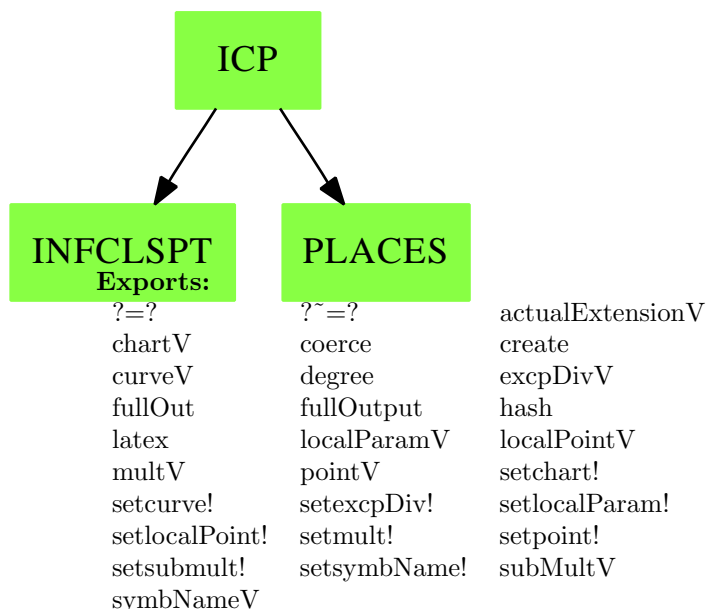 ICP
INFCLSPT PLACES
Exports:
?=? ?~=? actualExtensionV
chartV coerce create
curveV degree excpDivV
fullOut fullOutput hash
latex localParamV localPointV
multV pointV setchart!
setcurve! setexcpDiv! setlocalParam!
setlocalPoint! setmult! setpoint!
setsubmult! setsymbName! subMultV
symbNameV